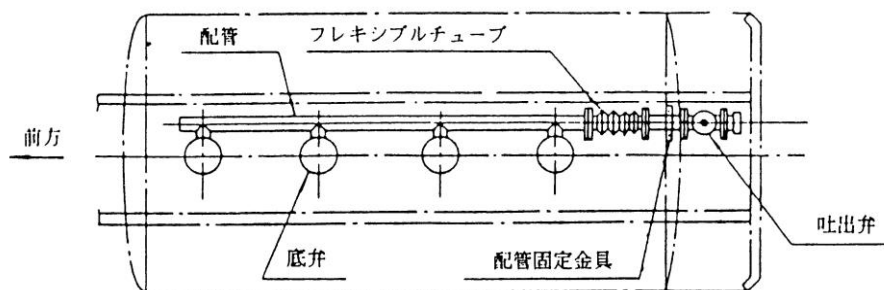 配管
フレキシブルチューブ
前方
底弁
配管固定金具
吐出弁